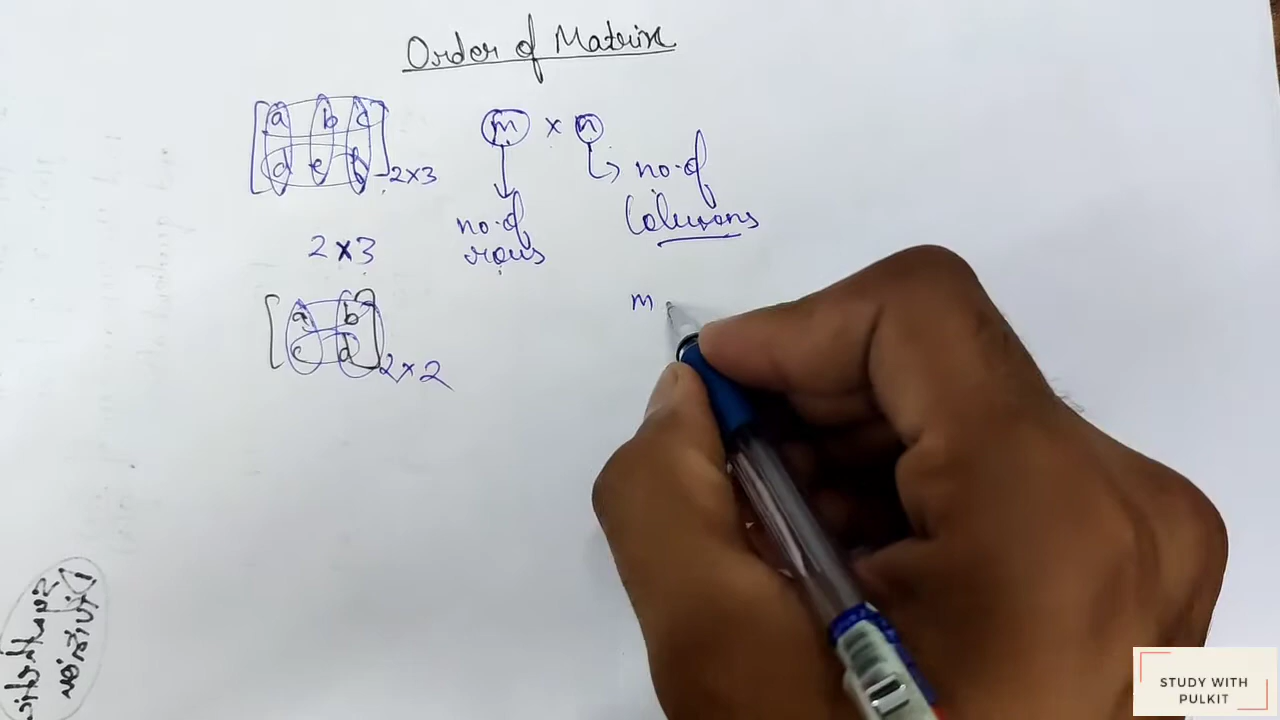 Order of Matrix
[a b c
d e f] 2×3
m × n
no. of rows
no. of Columns
2 × 3
[a b
c d] 2 × 2
m
STUDY WITH
PULKIT